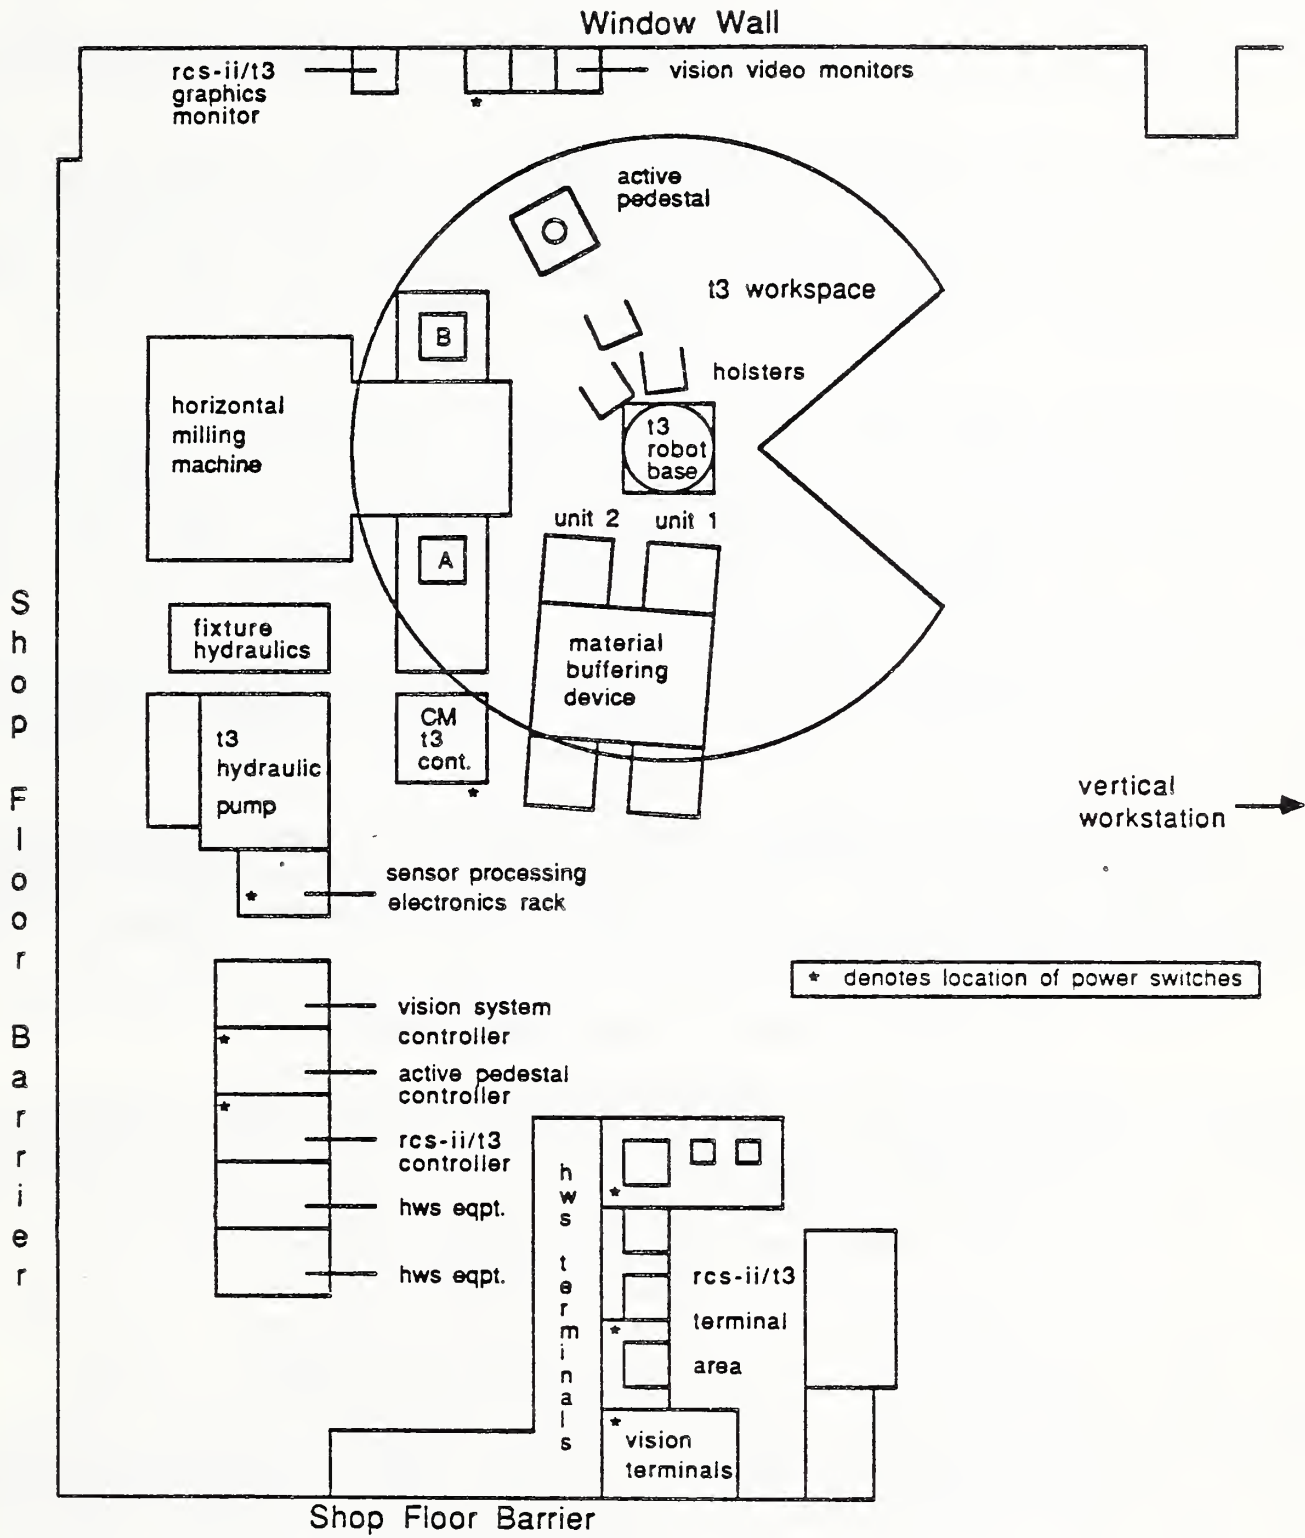 Window Wall
rcs-ii/t3
graphics
monitor
vision video monitors
*
active
pedestal
t3 workspace
B
holsters
horizontal
milling
machine
t3
robot
base
unit 2
unit 1
A
fixture
hydraulics
material
buffering
device
CM
t3
cont.
*
t3
hydraulic
pump
vertical
workstation
sensor processing
electronics rack
*
* denotes location of power switches
vision system
controller
*
active pedestal
controller
*
rcs-ii/t3
controller
hws eqpt.
hws eqpt.
hws terminals
*
rcs-ii/t3
terminal
area
*
*
vision
terminals
Shop Floor Barrier
Shop Floor Barrier